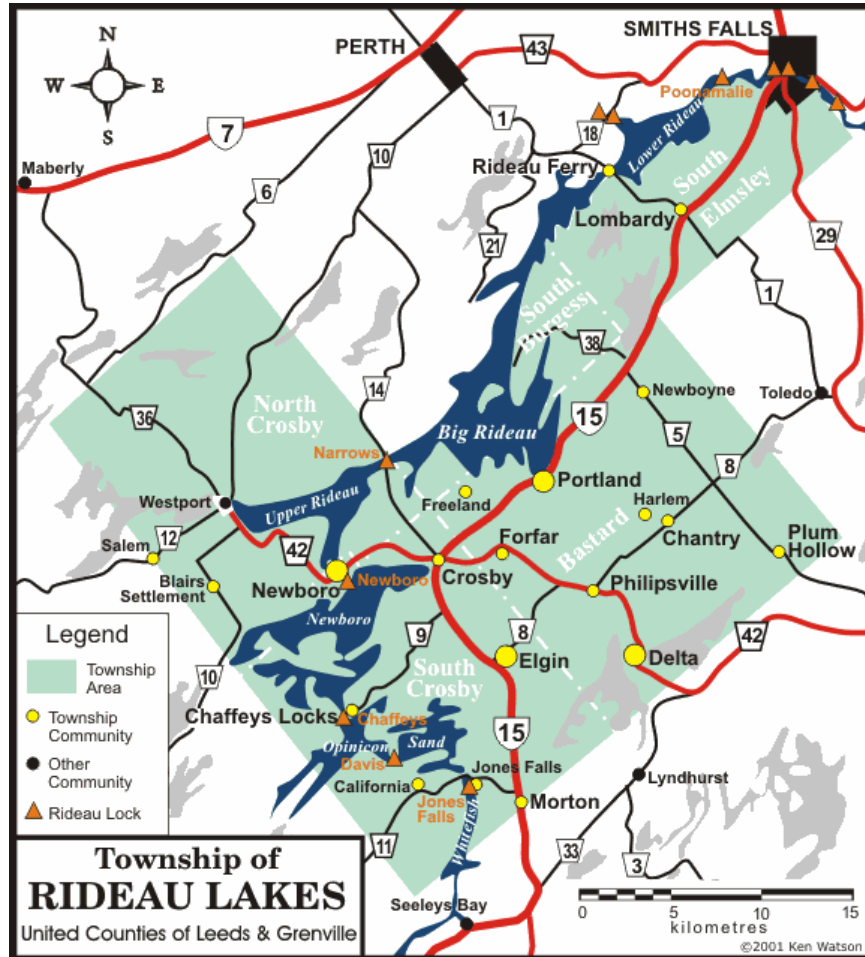 SMITHS FALLS
PERTH
43
N
W E
S
Poonamalie
7
1
18
Lower Rideau
10
Maberly
Rideau Ferry
South
Elmsley
6
Lombardy
21
29
1
South
Burgess
38
14
Newboyne
Toledo
North
Crosby
15
36
5
Big Rideau
8
Narrows
Portland
Westport
Upper Rideau
Freeland
Harlem
12
Bastard
Chantry
Salem
42
Forfar
Plum
Hollow
Blairs
Settlement
Newboro
Newboro
Crosby
Philipsville
Newboro
9
8
42
South
Crosby
Elgin
Delta
10
Chaffeys Locks
Chaffeys
Opinicon
Sand
15
Davis
California
Jones Falls
Jones
Falls
Morton
Lyndhurst
11
Whitefish
33
3
Seeleys Bay
Legend
Township
Area
Township
Community
Other
Community
Rideau Lock
Township of
RIDEAU LAKES
United Counties of Leeds & Grenville
0 5 10 15
kilometres
©2001 Ken Watson